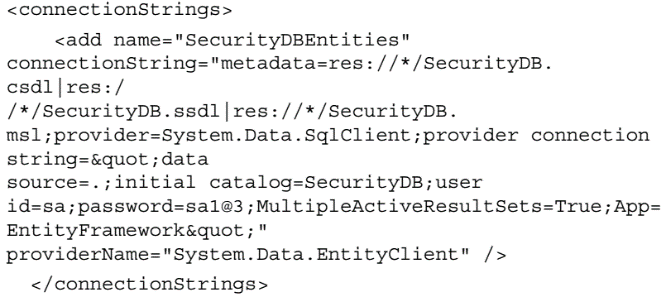 <connectionStrings>
<add name="SecurityDBEntities"
connectionString="metadata=res://*/SecurityDB.
csdl|res:/
/*/SecurityDB.ssdl|res://*/SecurityDB.
msl;provider=System.Data.SqlClient;provider connection
string=&quot;data
source=.;initial catalog=SecurityDB;user
id=sa;password=sa1@3;MultipleActiveResultSets=True;App=
EntityFramework&quot;"
providerName="System.Data.EntityClient" />
</connectionStrings>